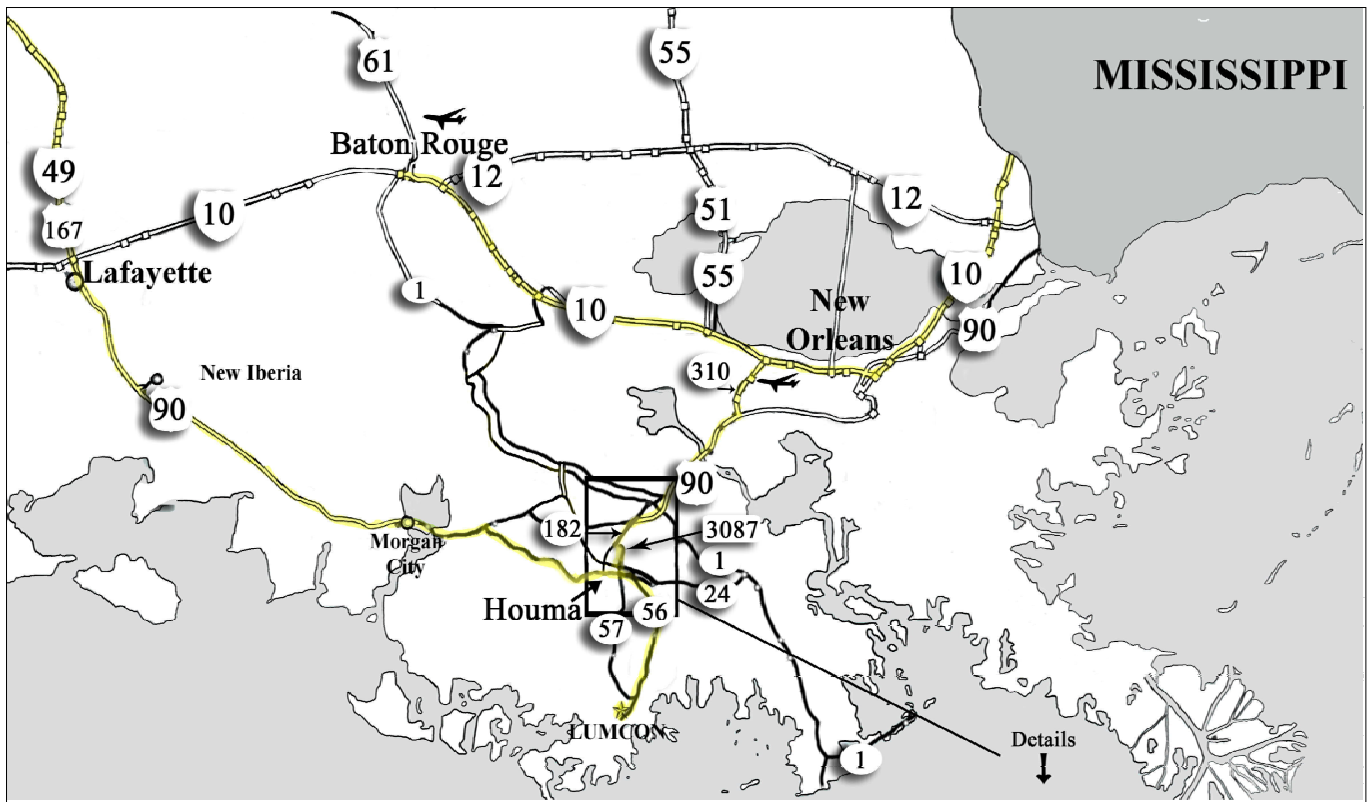 61
55
MISSISSIPPI
Baton Rouge
12
49
10
12
51
167
Lafayette
55
10
1
New
Orleans
10
90
310
New Iberia
90
90
182
3087
Morgan
City
1
24
Houma
56
57
LUMCON
Details
1